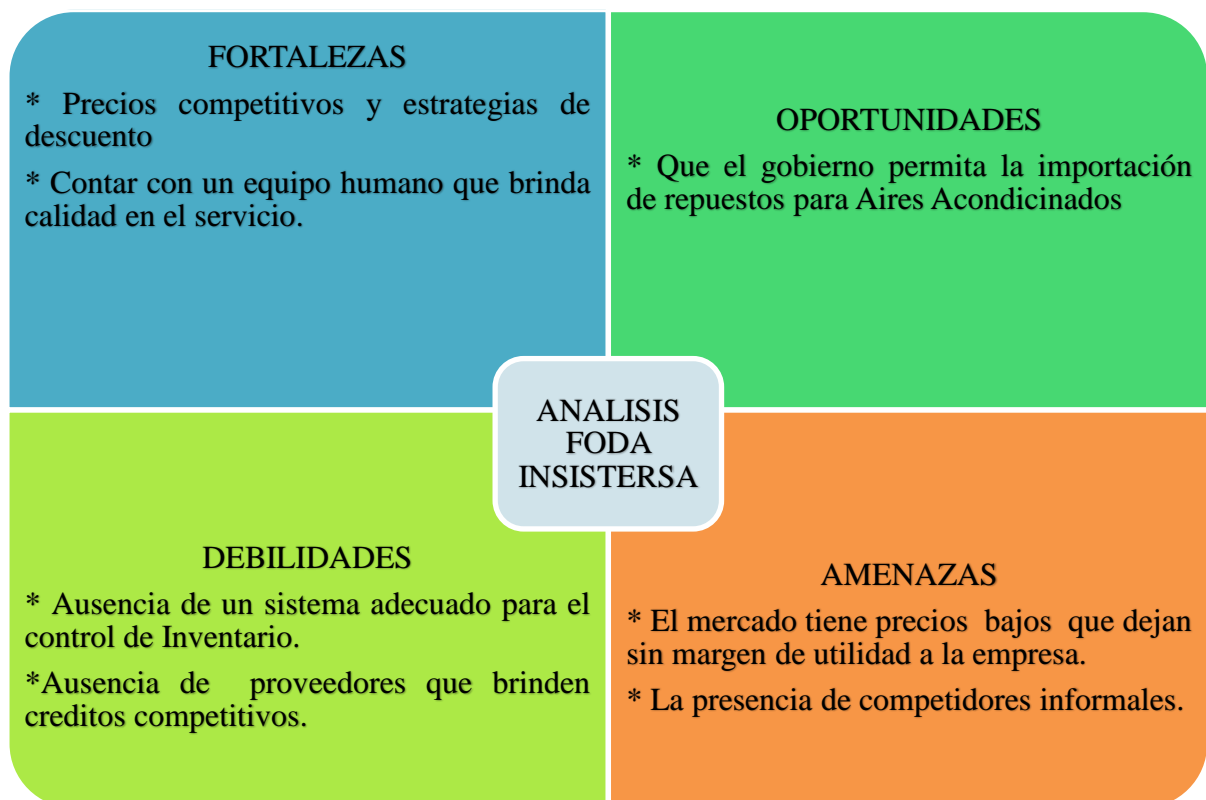 FORTALEZAS
* Precios competitivos y estrategias de
descuento
* Contar con un equipo humano que brinda
calidad en el servicio.
OPORTUNIDADES
* Que el gobierno permita la importación
de repuestos para Aires Acondicinados
ANALISIS
FODA
INSISTERSA
DEBILIDADES
* Ausencia de un sistema adecuado para el
control de Inventario.
*Ausencia de proveedores que brinden
creditos competitivos.
AMENAZAS
* El mercado tiene precios bajos que dejan
sin margen de utilidad a la empresa.
* La presencia de competidores informales.